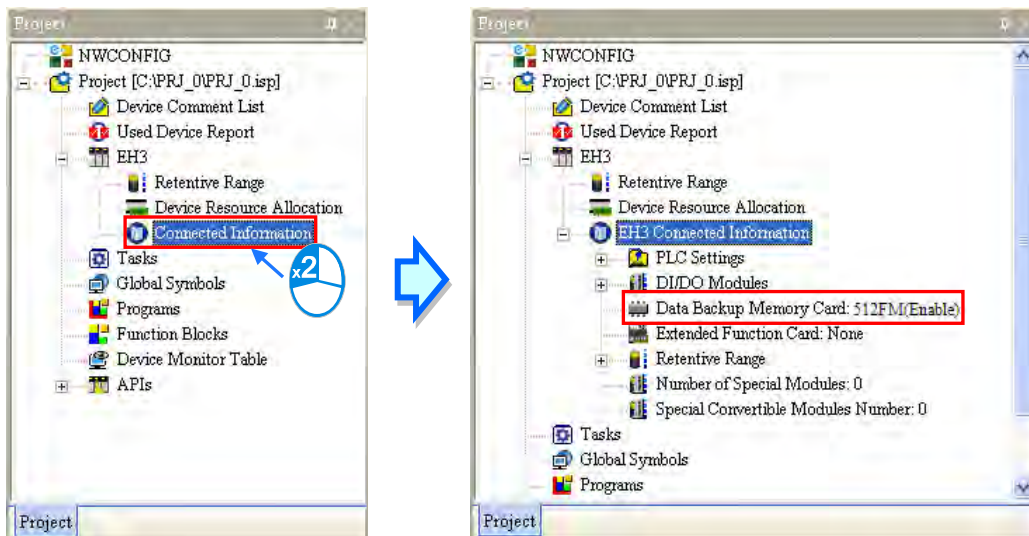 Project
NWCONFIG
Project [C:\PRJ_0\PRJ_0.isp]
Device Comment List
Used Device Report
EH3
Retentive Range
Device Resource Allocation
Connected Information
x2
Tasks
Global Symbols
Programs
Function Blocks
Device Monitor Table
APIs
Project
Project
NWCONFIG
Project [C:\PRJ_0\PRJ_0.isp]
Device Comment List
Used Device Report
EH3
Retentive Range
Device Resource Allocation
EH3 Connected Information
PLC Settings
DI/DO Modules
Data Backup Memory Card: 512FM(Enable)
Extended Function Card: None
Retentive Range
Number of Special Modules: 0
Special Convertible Modules Number: 0
Tasks
Global Symbols
Programs
Project